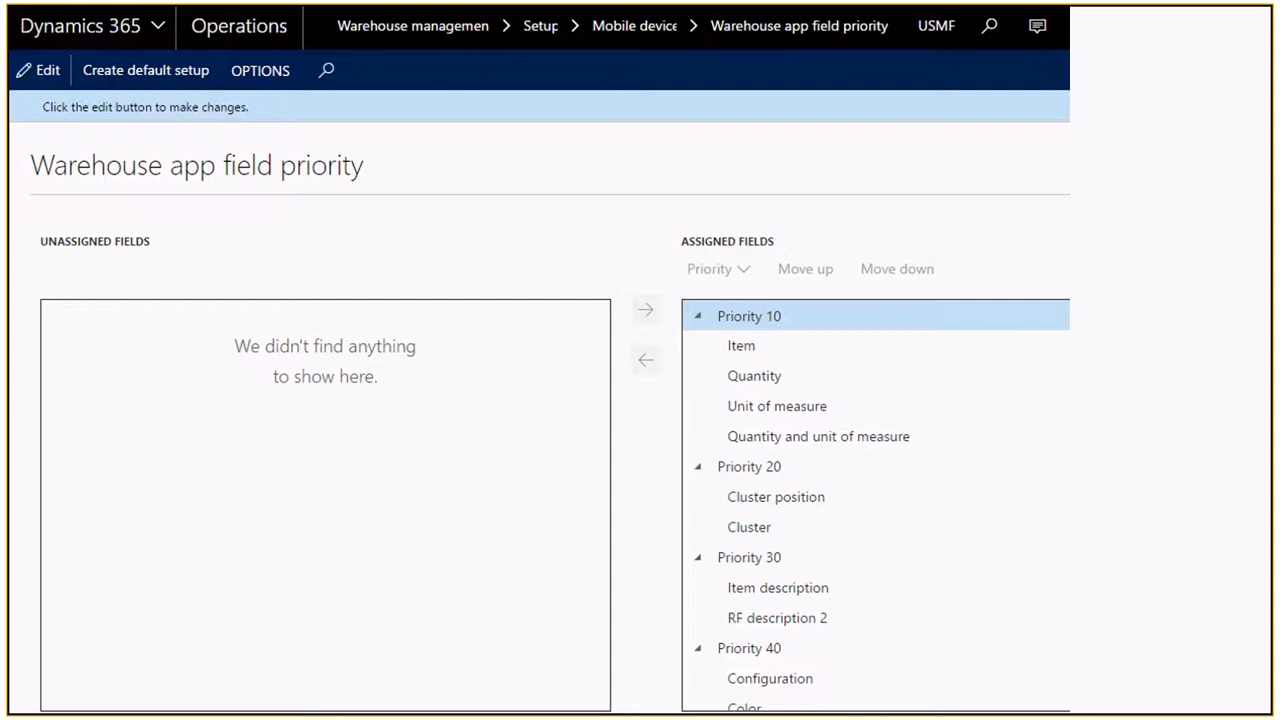 Dynamics 365 Operations Warehouse managemen Setup Mobile device Warehouse app field priority USMF
Edit Create default setup OPTIONS
Click the edit button to make changes.
Warehouse app field priority
UNASSIGNED FIELDS
We didn't find anything
to show here.
ASSIGNED FIELDS
Priority Move up Move down
Priority 10
Item
Quantity
Unit of measure
Quantity and unit of measure
Priority 20
Cluster position
Cluster
Priority 30
Item description
RF description 2
Priority 40
Configuration
Color